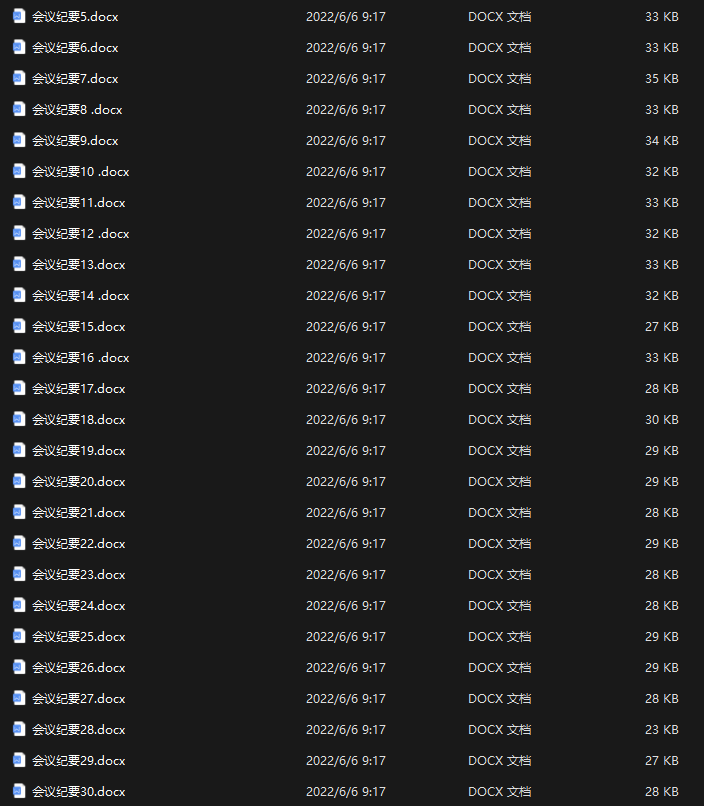 会议纪要5.docx 2022/6/6 9:17 DOCX 文档 33 KB
会议纪要6.docx 2022/6/6 9:17 DOCX 文档 33 KB
会议纪要7.docx 2022/6/6 9:17 DOCX 文档 35 KB
会议纪要8 .docx 2022/6/6 9:17 DOCX 文档 33 KB
会议纪要9.docx 2022/6/6 9:17 DOCX 文档 34 KB
会议纪要10 .docx 2022/6/6 9:17 DOCX 文档 32 KB
会议纪要11.docx 2022/6/6 9:17 DOCX 文档 33 KB
会议纪要12 .docx 2022/6/6 9:17 DOCX 文档 32 KB
会议纪要13.docx 2022/6/6 9:17 DOCX 文档 33 KB
会议纪要14 .docx 2022/6/6 9:17 DOCX 文档 32 KB
会议纪要15.docx 2022/6/6 9:17 DOCX 文档 27 KB
会议纪要16 .docx 2022/6/6 9:17 DOCX 文档 33 KB
会议纪要17.docx 2022/6/6 9:17 DOCX 文档 28 KB
会议纪要18.docx 2022/6/6 9:17 DOCX 文档 30 KB
会议纪要19.docx 2022/6/6 9:17 DOCX 文档 29 KB
会议纪要20.docx 2022/6/6 9:17 DOCX 文档 29 KB
会议纪要21.docx 2022/6/6 9:17 DOCX 文档 28 KB
会议纪要22.docx 2022/6/6 9:17 DOCX 文档 29 KB
会议纪要23.docx 2022/6/6 9:17 DOCX 文档 28 KB
会议纪要24.docx 2022/6/6 9:17 DOCX 文档 28 KB
会议纪要25.docx 2022/6/6 9:17 DOCX 文档 29 KB
会议纪要26.docx 2022/6/6 9:17 DOCX 文档 29 KB
会议纪要27.docx 2022/6/6 9:17 DOCX 文档 28 KB
会议纪要28.docx 2022/6/6 9:17 DOCX 文档 23 KB
会议纪要29.docx 2022/6/6 9:17 DOCX 文档 27 KB
会议纪要30.docx 2022/6/6 9:17 DOCX 文档 28 KB